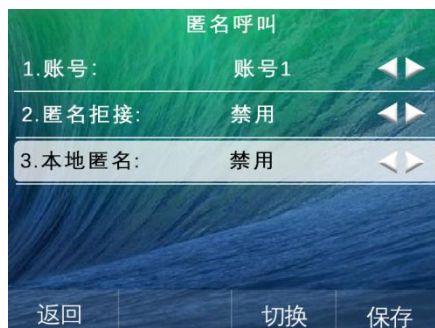 匿名呼叫
1.账号: 账号1
2.匿名拒接: 禁用
3.本地匿名: 禁用
返回 切换 保存